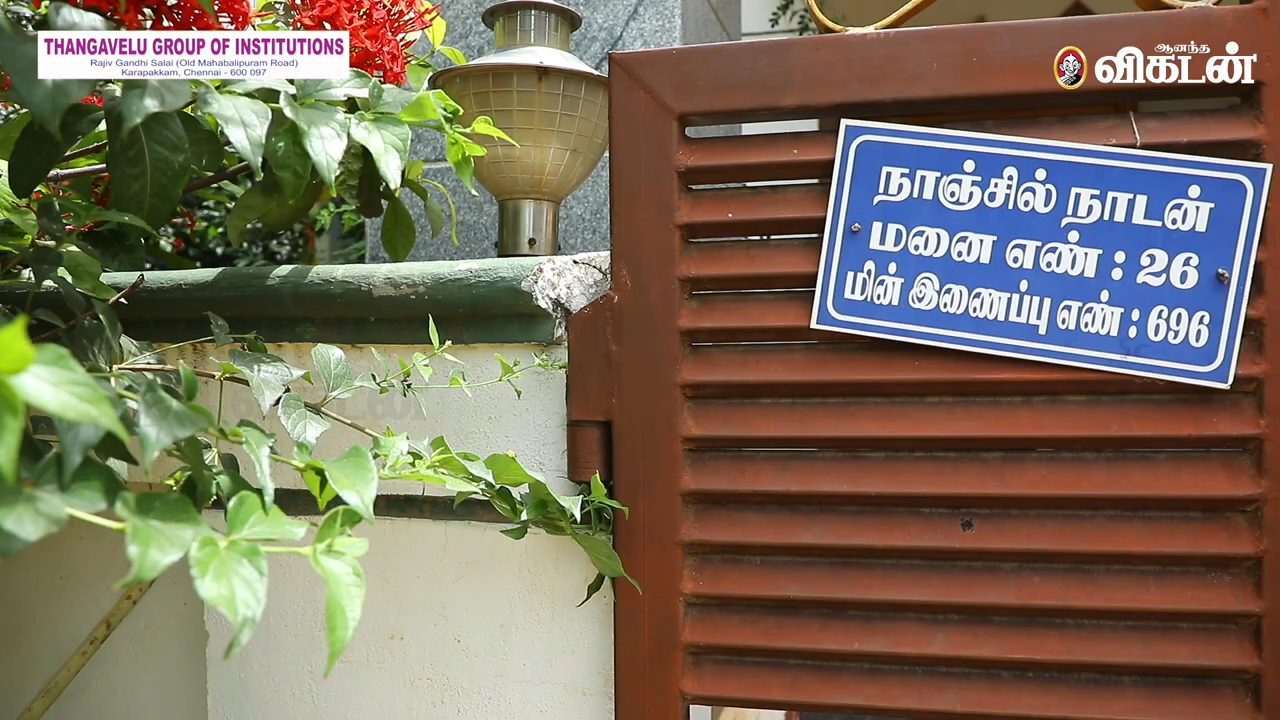 THANGAVELU GROUP OF INSTITUTIONS
Rajiv Gandhi Salai (Old Mahabalipuram Road)
Karapakkam, Chennai - 600 097
ஆனந்த
விகடன்
நாஞ்சில் நாடன்
மனை எண் : 26
மின் இணைப்பு எண் : 696